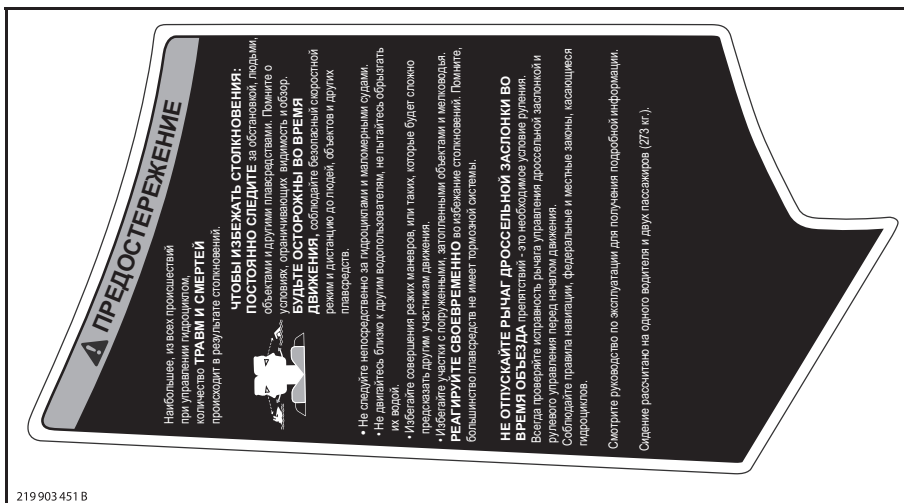 ПРЕДОСТЕРЕЖЕНИЕ
Наибольшее, из всех происшествий
при управлении гидроциклом,
количество ТРАВМ И СМЕРТЕЙ
происходит в результате столкновений.
ЧТОБЫ ИЗБЕЖАТЬ СТОЛКНОВЕНИЯ:
ПОСТОЯННО СЛЕДИТЕ за обстановкой, людьми,
объектами и другими плавсредствами. Помните о
условиях, ограничивающих видимость и обзор.
БУДЬТЕ ОСТОРОЖНЫ ВО ВРЕМЯ
ДВИЖЕНИЯ, соблюдайте безопасный скоростной
режим и дистанцию до людей, объектов и других
плавсредств.
• Не следуйте непосредственно за гидроциклами и маломерными судами.
• Не двигайтесь близко к другим водопользователям, не пытайтесь обрызгать
их водой.
• Избегайте совершения резких маневров, или таких, которые будет сложно
предсказать другим участникам движения.
• Избегайте участки с погруженными, затопленными объектами и мелководья.
РЕАГИРУЙТЕ СВОЕВРЕМЕННО во избежание столкновений. Помните,
большинство плавсредств не имеет тормозной системы.
НЕ ОТПУСКАЙТЕ РЫЧАГ ДРОССЕЛЬНОЙ ЗАСЛОНКИ ВО
ВРЕМЯ ОБЪЕЗДА препятствий - это необходимое условие руления.
Всегда проверяйте исправность рычага управления дроссельной заслонкой и
рулевого управления перед началом движения.
Соблюдайте правила навигации, федеральные и местные законы, касающиеся
гидроциклов.
Смотрите руководство по эксплуатации для получения подробной информации.
Сидение рассчитано на одного водителя и двух пассажиров (273 кг.).
219 903 451 B